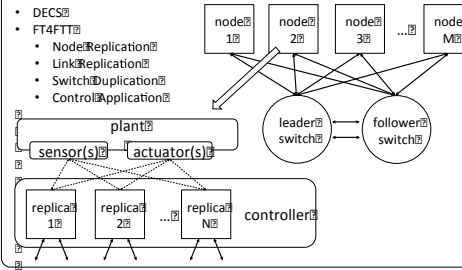 • DECS
• FT4FTT
• Node Replication
• Link Replication
• Switch Duplication
• Control Application
node 1
node 2
node 3
...
node M
leader switch
follower switch
plant
sensor(s)
actuator(s)
replica 1
replica 2
...
replica N
controller